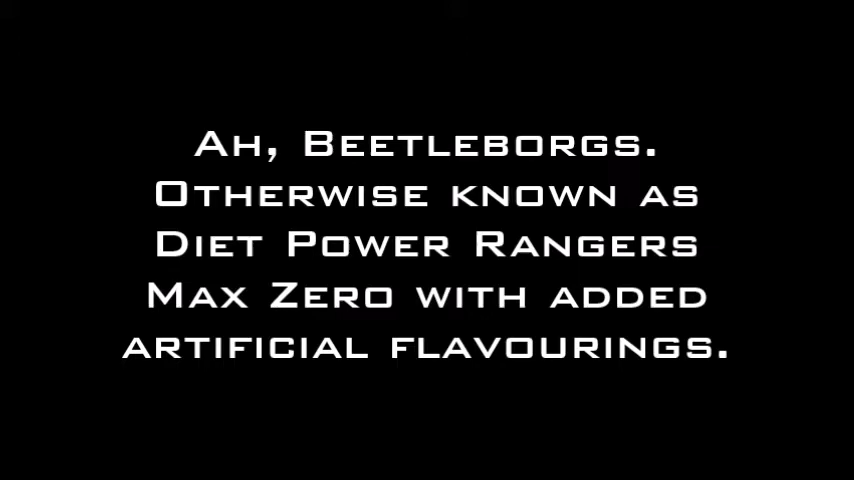 Ah, Beetleborgs.
Otherwise known as
Diet Power Rangers
Max Zero with added
artificial flavourings.